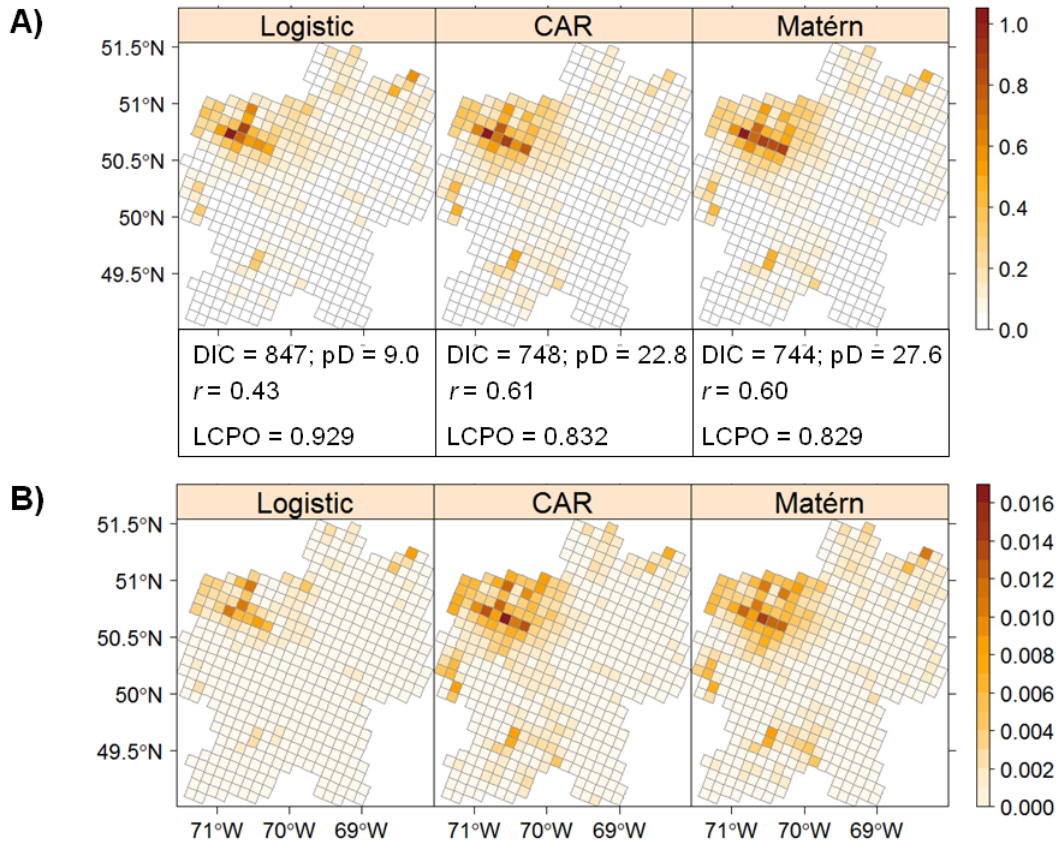 A)
Logistic CAR Matérn
1.0
0.8
0.6
0.4
0.2
0.0
51.5°N
51°N
50.5°N
50°N
49.5°N
DIC = 847; pD = 9.0
r = 0.43
LCPO = 0.929
DIC = 748; pD = 22.8
r = 0.61
LCPO = 0.832
DIC = 744; pD = 27.6
r = 0.60
LCPO = 0.829
B)
Logistic CAR Matérn
0.016
0.014
0.012
0.010
0.008
0.006
0.004
0.002
0.000
51.5°N
51°N
50.5°N
50°N
49.5°N
71°W 70°W 69°W 71°W 70°W 69°W 71°W 70°W 69°W